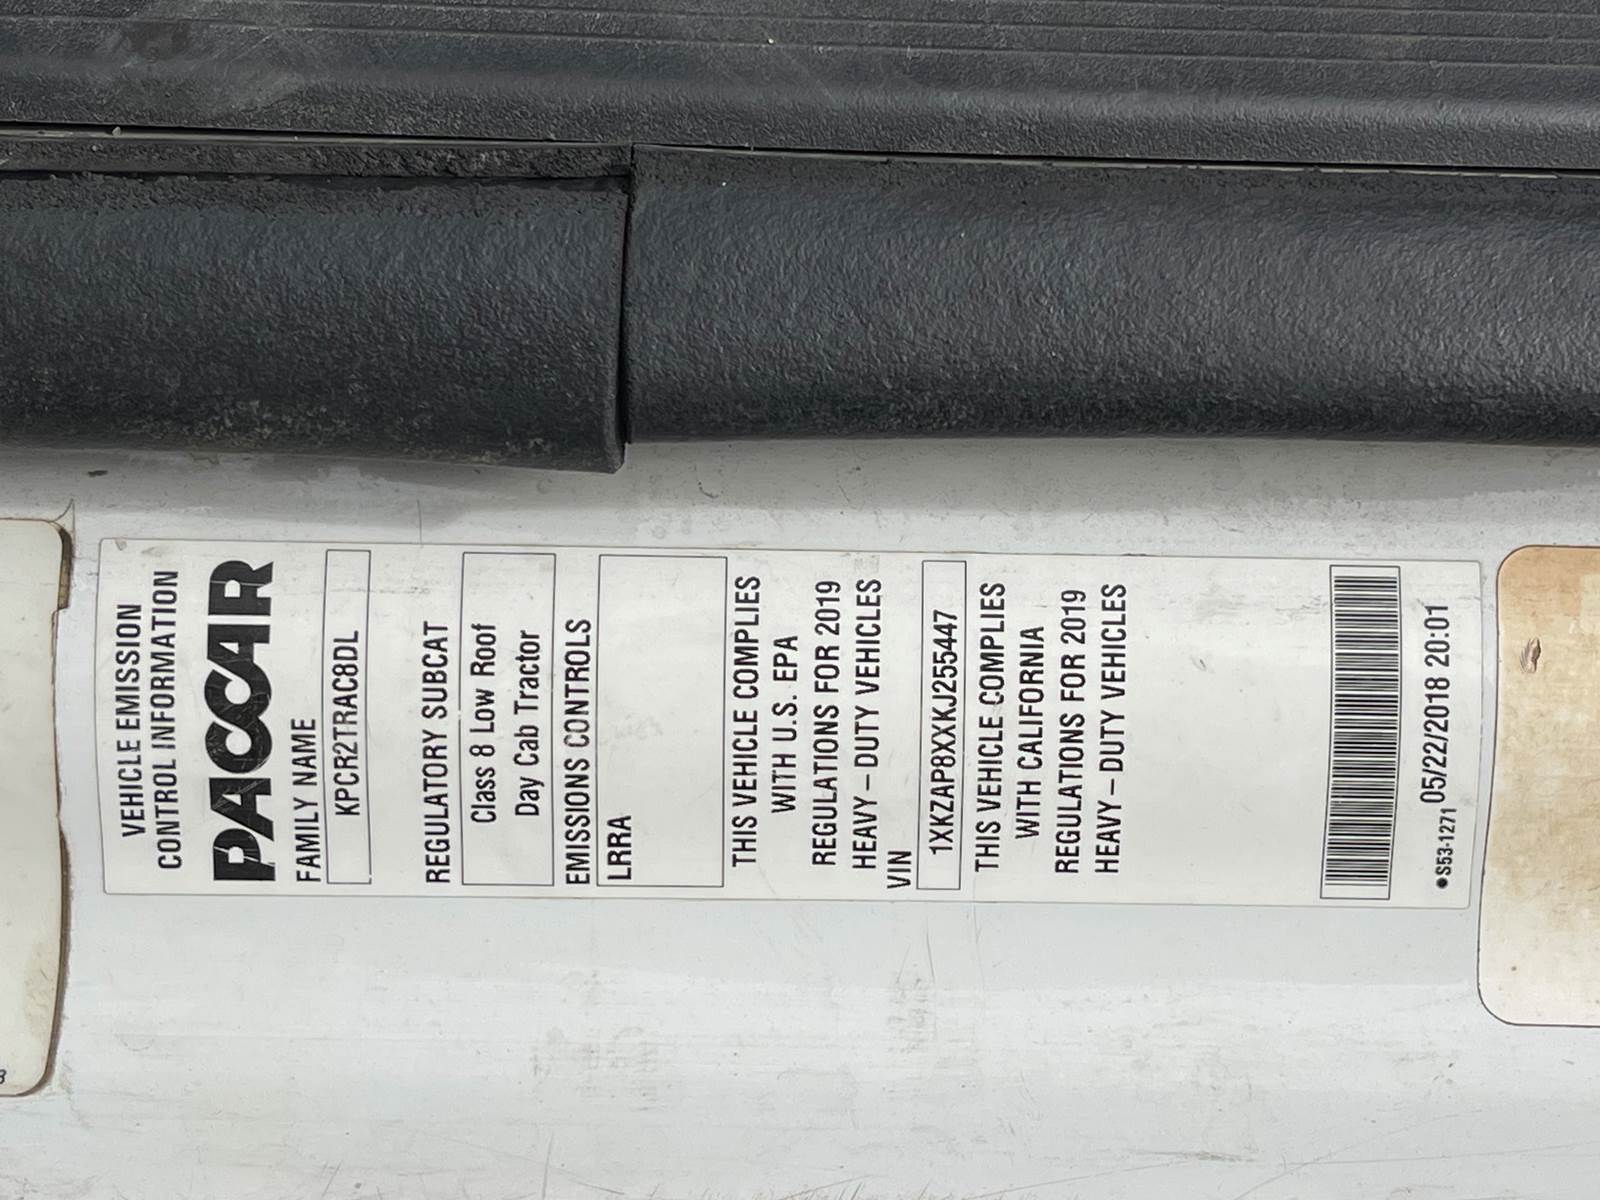 VEHICLE EMISSION
CONTROL INFORMATION
PACCAR
FAMILY NAME
KPCR2TRAC8DL
REGULATORY SUBCAT
Class 8 Low Roof
Day Cab Tractor
EMISSIONS CONTROLS
LRRA
THIS VEHICLE COMPLIES
WITH U.S. EPA
REGULATIONS FOR 2019
HEAVY-DUTY VEHICLES
VIN
1XKZAP8XXKJ255447
THIS VEHICLE COMPLIES
WITH CALIFORNIA
REGULATIONS FOR 2019
HEAVY-DUTY VEHICLES
●S53-1271 05/22/2018 20:01